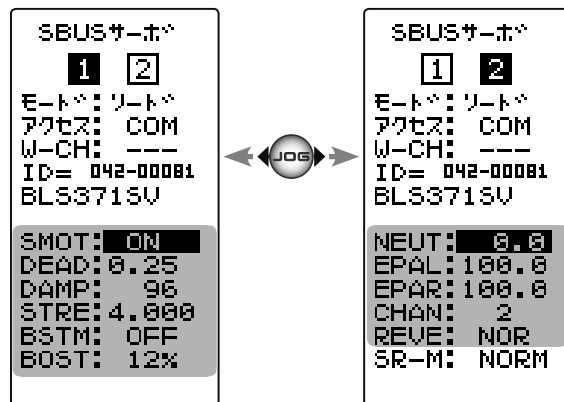 SBUSサーボ
1 2
モード:リード
アクセス: COM
W-CH: ---
ID= 042-00081
BLS371SV
SMOT: ON
DEAD:0.25
DAMP: 96
STRE:4.000
BSTM: OFF
BOST: 12%
JOG
SBUSサーボ
1 2
モード:リード
アクセス: COM
W-CH: ---
ID= 042-00081
BLS371SV
NEUT: 0.0
EPAL:100.0
EPAR:100.0
CHAN: 2
REVE: NOR
SR-M: NORM